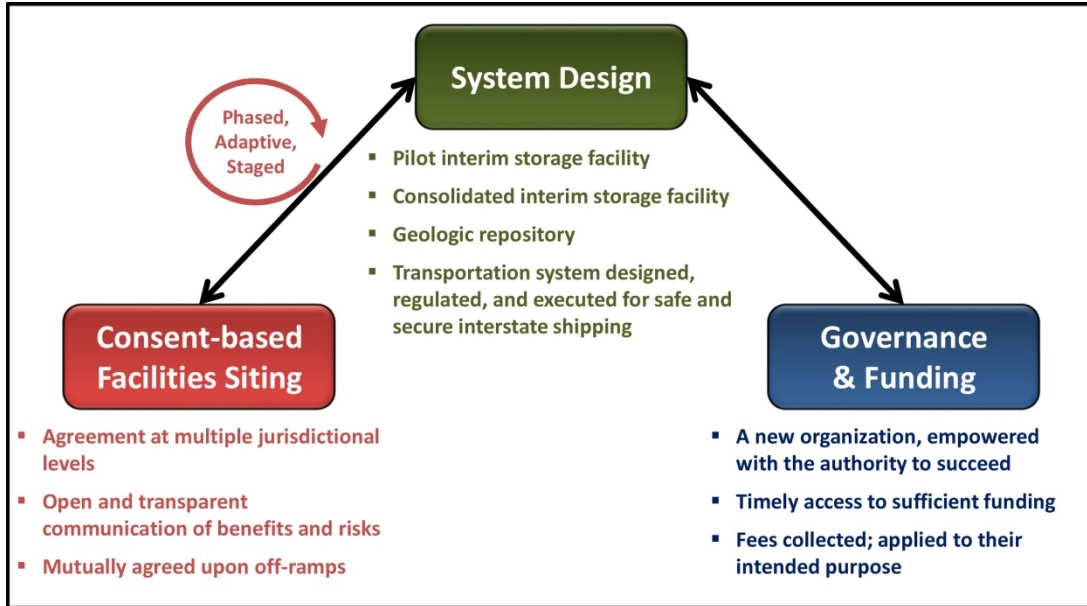 System Design
Phased,
Adaptive,
Staged
▪ Pilot interim storage facility
▪ Consolidated interim storage facility
▪ Geologic repository
▪ Transportation system designed,
regulated, and executed for safe and
secure interstate shipping
Consent-based
Facilities Siting
▪ Agreement at multiple jurisdictional
levels
▪ Open and transparent
communication of benefits and risks
▪ Mutually agreed upon off-ramps
Governance
& Funding
▪ A new organization, empowered
with the authority to succeed
▪ Timely access to sufficient funding
▪ Fees collected; applied to their
intended purpose